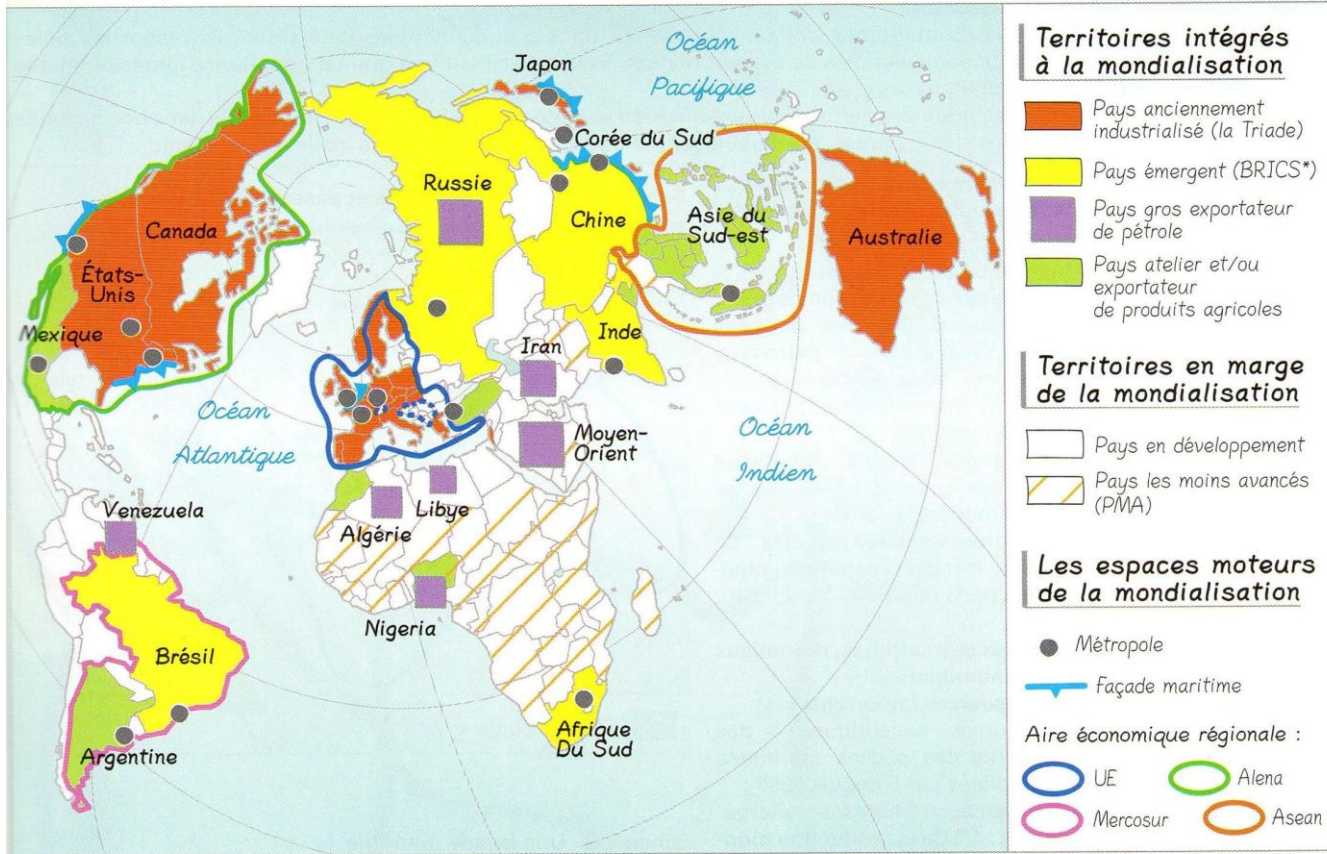 Océan
Pacifique
Japon
Corée du Sud
Russie
Chine
Canada
Asie du
Sud-est
Australie
États-
Unis
Mexique
Inde
Iran
Océan
Atlantique
Moyen-
Orient
Océan
Indien
Venezuela
Algérie
Libye
Nigeria
Brésil
Argentine
Afrique
Du Sud
Territoires intégrés
à la mondialisation
Pays anciennement
industrialisé (la Triade)
Pays émergent (BRICS*)
Pays gros exportateur
de pétrole
Pays atelier et/ou
exportateur
de produits agricoles
Territoires en marge
de la mondialisation
Pays en développement
Pays les moins avancés
(PMA)
Les espaces moteurs
de la mondialisation
Métropole
Façade maritime
Aire économique régionale :
UE
Alena
Mercosur
Asean